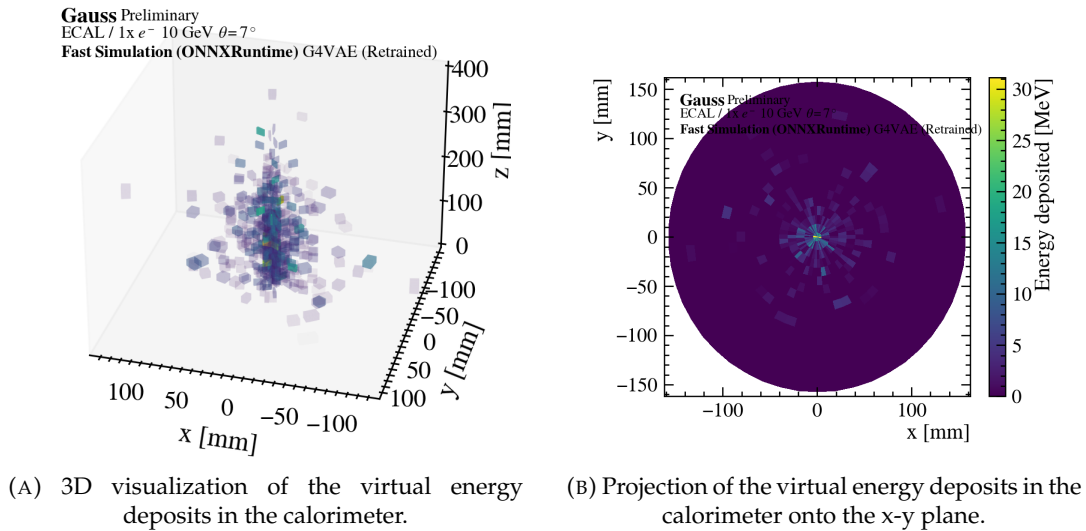 Gauss Preliminary
ECAL / 1x e⁻ 10 GeV θ = 7°
Fast Simulation (ONNXRuntime) G4VAE (Retrained)
400
300
200
100
0
z [mm]
−100
−50
0
50
100
y [mm]
100
50
0
−50
−100
x [mm]
(A) 3D visualization of the virtual energy
deposits in the calorimeter.
Gauss Preliminary
ECAL / 1x e⁻ 10 GeV θ = 7°
Fast Simulation (ONNXRuntime) G4VAE (Retrained)
y [mm]
150
100
50
0
−50
−100
−150
−100
0
100
x [mm]
30
25
20
15
10
5
0
Energy deposited [MeV]
(B) Projection of the virtual energy deposits in the
calorimeter onto the x-y plane.